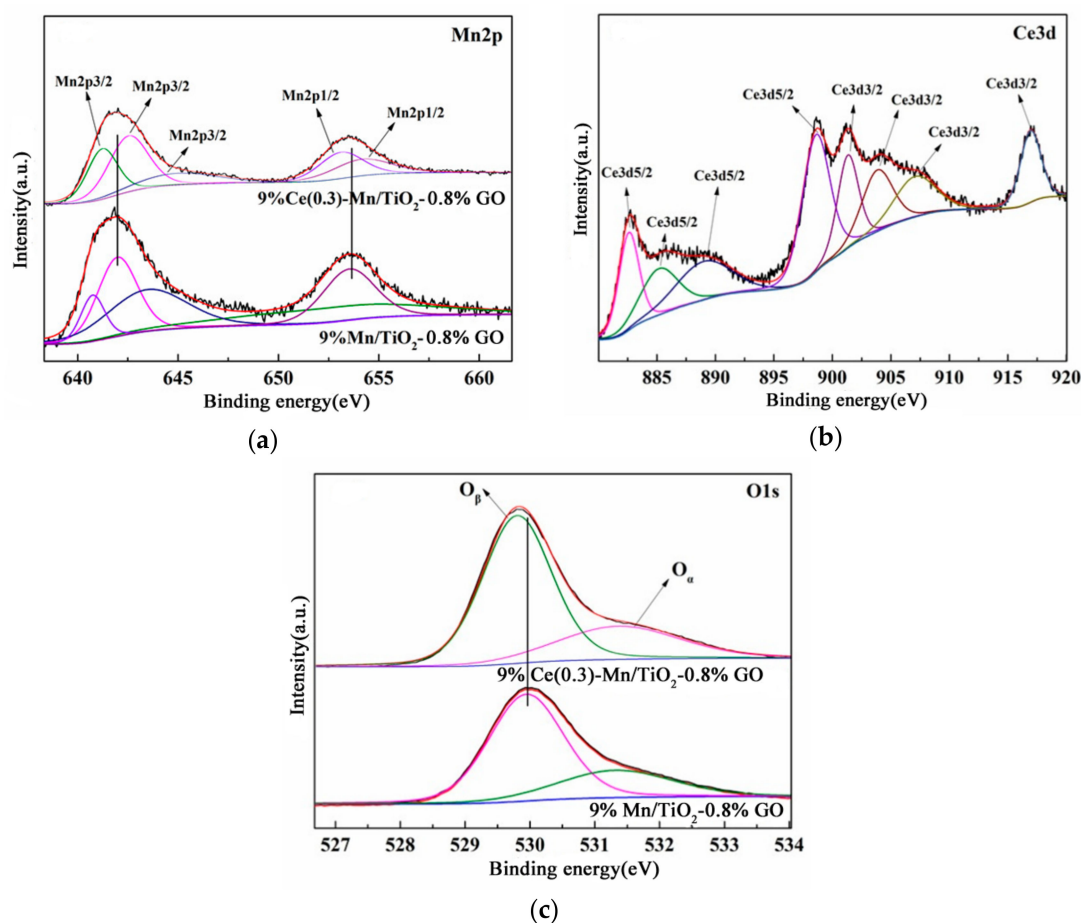 Mn2p
Mn2p3/2
Mn2p3/2
Mn2p3/2
Mn2p1/2
Mn2p1/2
9%Ce(0.3)-Mn/TiO₂-0.8% GO
9%Mn/TiO₂-0.8% GO
Intensity(a.u.)
640 645 650 655 660
Binding energy(eV)
(a)
Ce3d
Ce3d5/2
Ce3d5/2
Ce3d5/2
Ce3d5/2
Ce3d3/2
Ce3d3/2
Ce3d3/2
Ce3d3/2
Intensity(a.u.)
885 890 895 900 905 910 915 920
Binding energy(eV)
(b)
O1s
Oβ
Oα
9% Ce(0.3)-Mn/TiO₂-0.8% GO
9% Mn/TiO₂-0.8% GO
Intensity(a.u.)
527 528 529 530 531 532 533 534
Binding energy(eV)
(c)